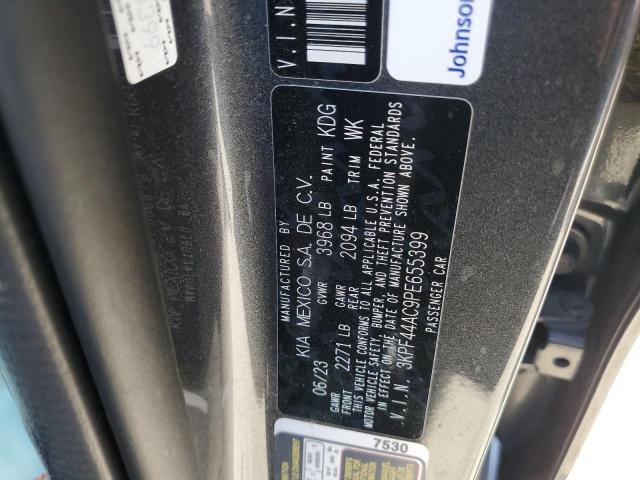 V.I.N
Johnson
MANUFACTURED BY
KIA MEXICO S.A. DE C.V.
06/23 GVWR 3968 LB PAINT KDG
GAWR FRONT 2271 LB GAWR REAR 2094 LB TRIM WK
THIS VEHICLE CONFORMS TO ALL APPLICABLE U.S.A. FEDERAL
MOTOR VEHICLE SAFETY, BUMPER, AND THEFT PREVENTION STANDARDS
IN EFFECT ON THE DATE OF MANUFACTURE SHOWN ABOVE.
V.I.N. 3KPF44AC9PE655399
PASSENGER CAR
7530